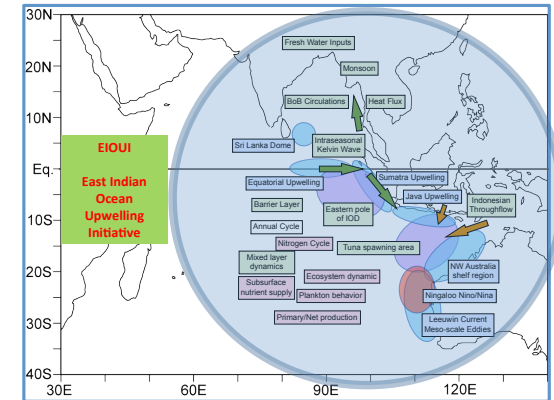 30N
20N
10N
Eq.
10S
20S
30S
40S
30E
60E
90E
120E
EIOUI
East Indian
Ocean
Upwelling
Initiative
Fresh Water Inputs
Monsoon
BoB Circulations
Heat Flux
Sri Lanka Dome
Intraseasonal
Kelvin Wave
Equatorial Upwelling
Sumatra Upwelling
Java Upwelling
Indonesian
Throughflow
Barrier Layer
Eastern pole
of IOD
Annual Cycle
Nitrogen Cycle
Tuna spawning area
Mixed layer
dynamics
NW Australia
shelf region
Subsurface
nutrient supply
Ecosystem dynamic
Plankton behavior
Ningaloo Nino/Nina
Primary/Net production
Leeuwin Current
Meso-scale Eddies